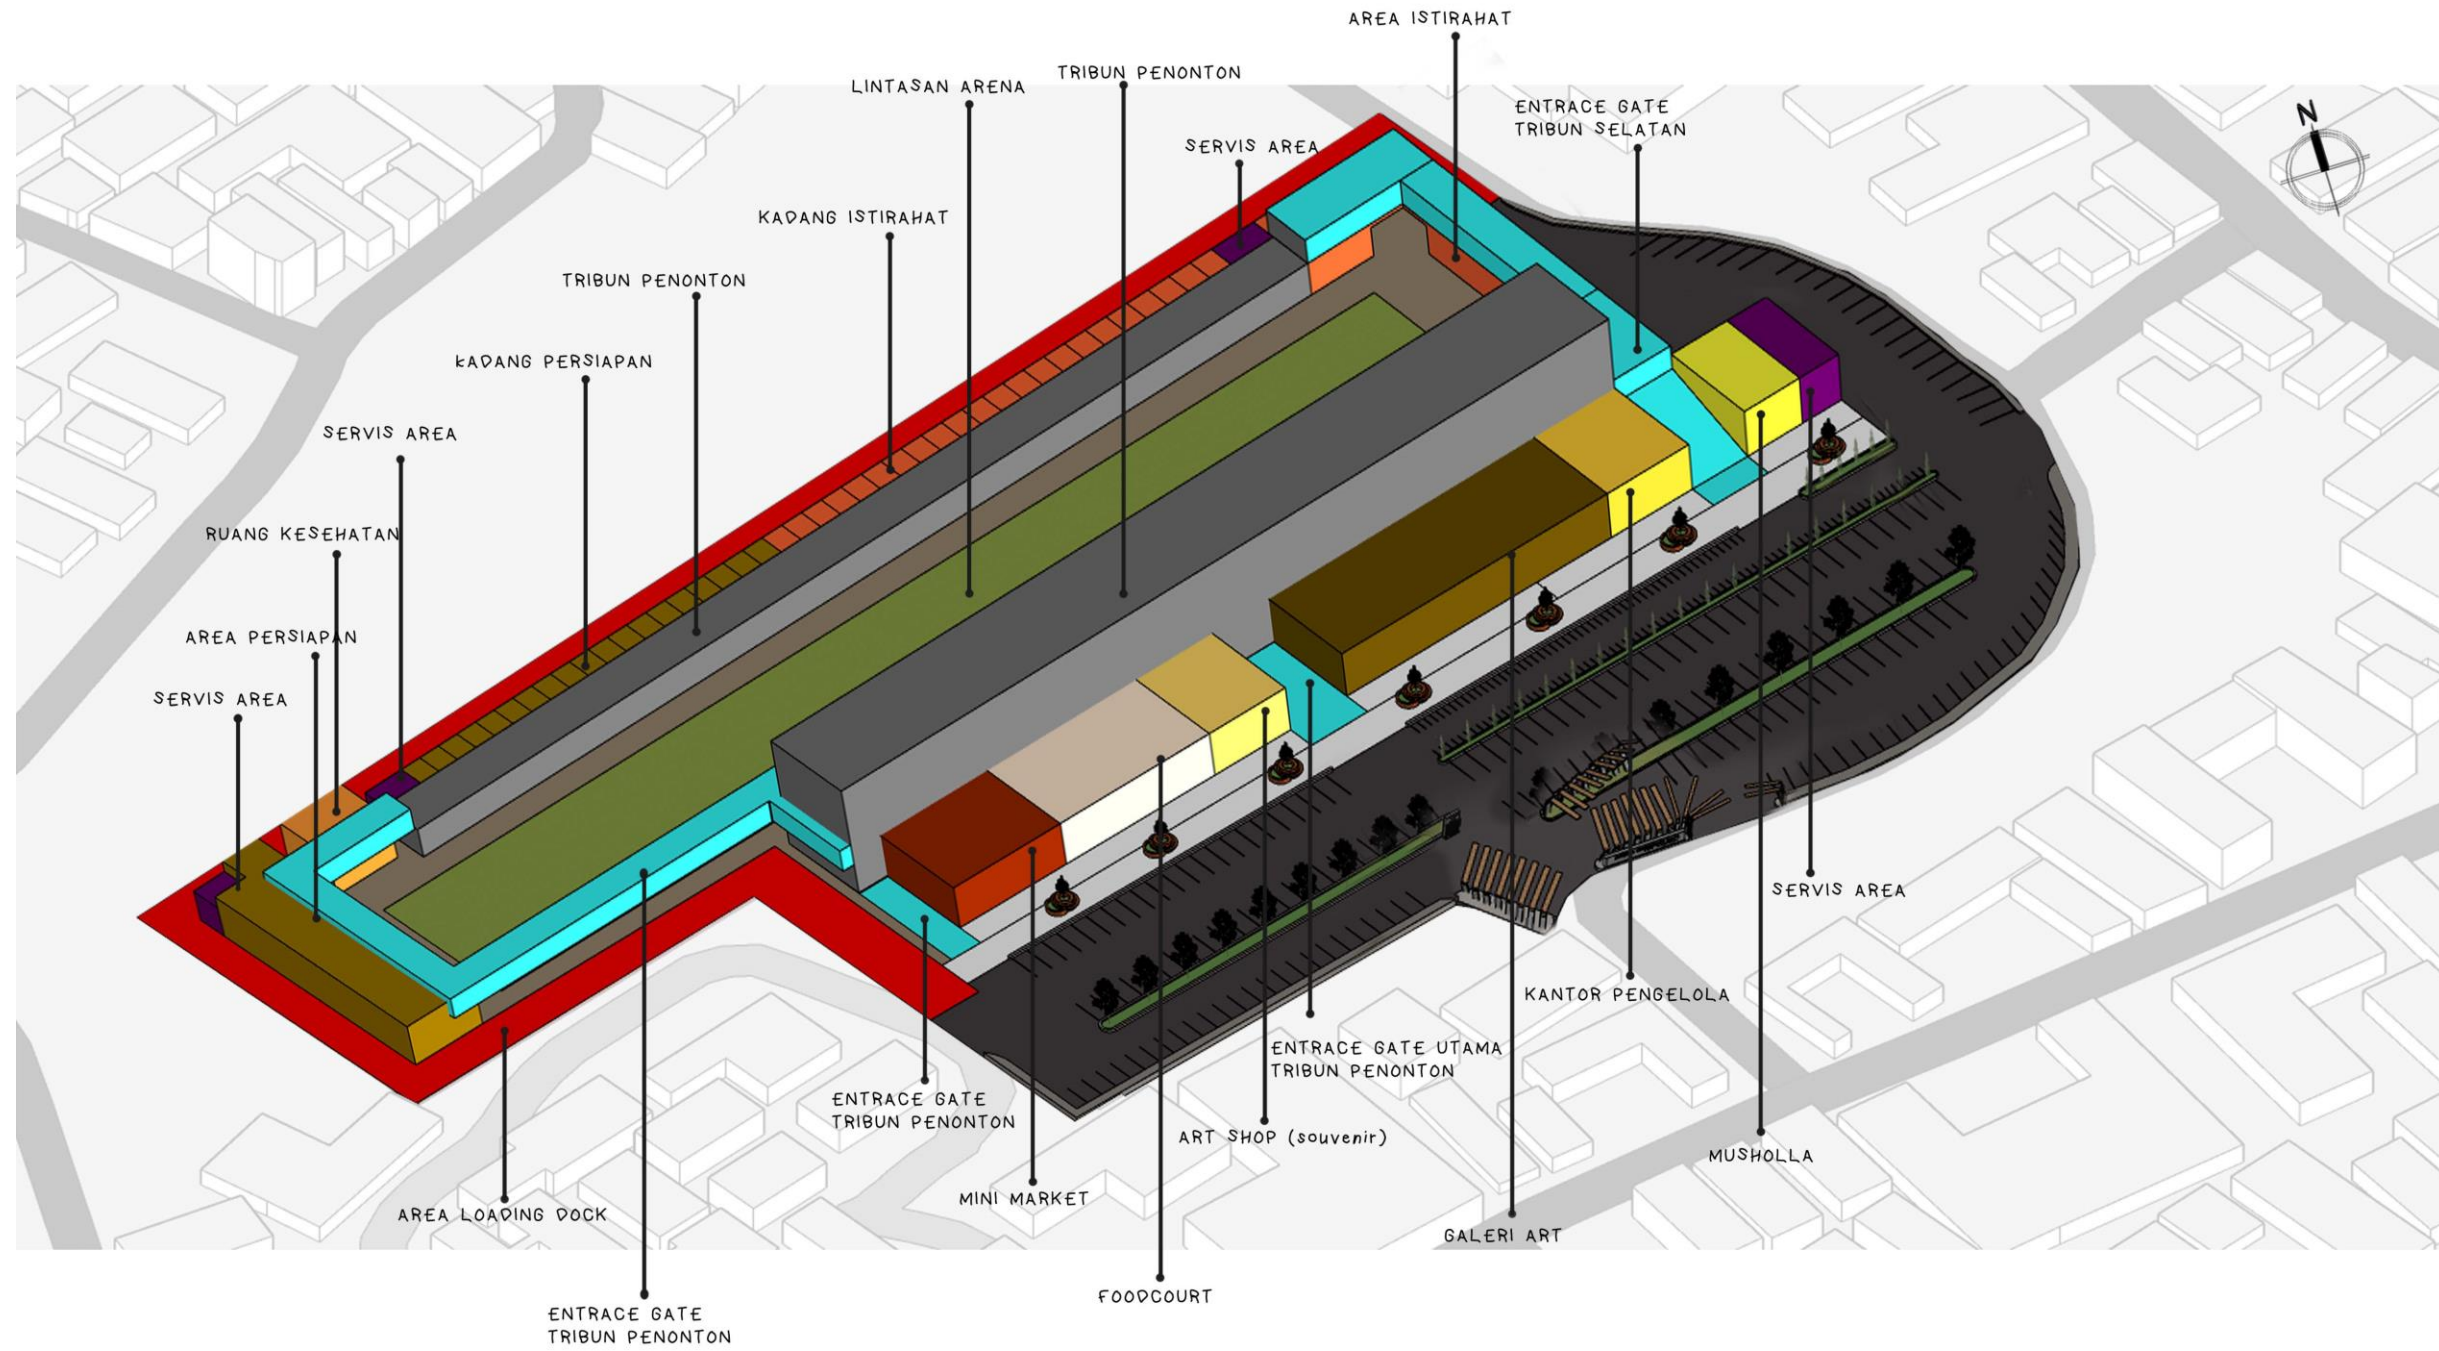 AREA ISTIRAHAT
TRIBUN PENONTON
LINTASAN ARENA
ENTRACE GATE
TRIBUN SELATAN
N
SERVIS AREA
KADANG ISTIRAHAT
TRIBUN PENONTON
KADANG PERSIAPAN
SERVIS AREA
RUANG KESEHATAN
AREA PERSIAPAN
SERVIS AREA
SERVIS AREA
KANTOR PENGELOLA
ENTRACE GATE UTAMA
TRIBUN PENONTON
ENTRACE GATE
TRIBUN PENONTON
ART SHOP (souvenir)
MUSHOLLA
MINI MARKET
AREA LOADING DOCK
GALERI ART
FOODCOURT
ENTRACE GATE
TRIBUN PENONTON